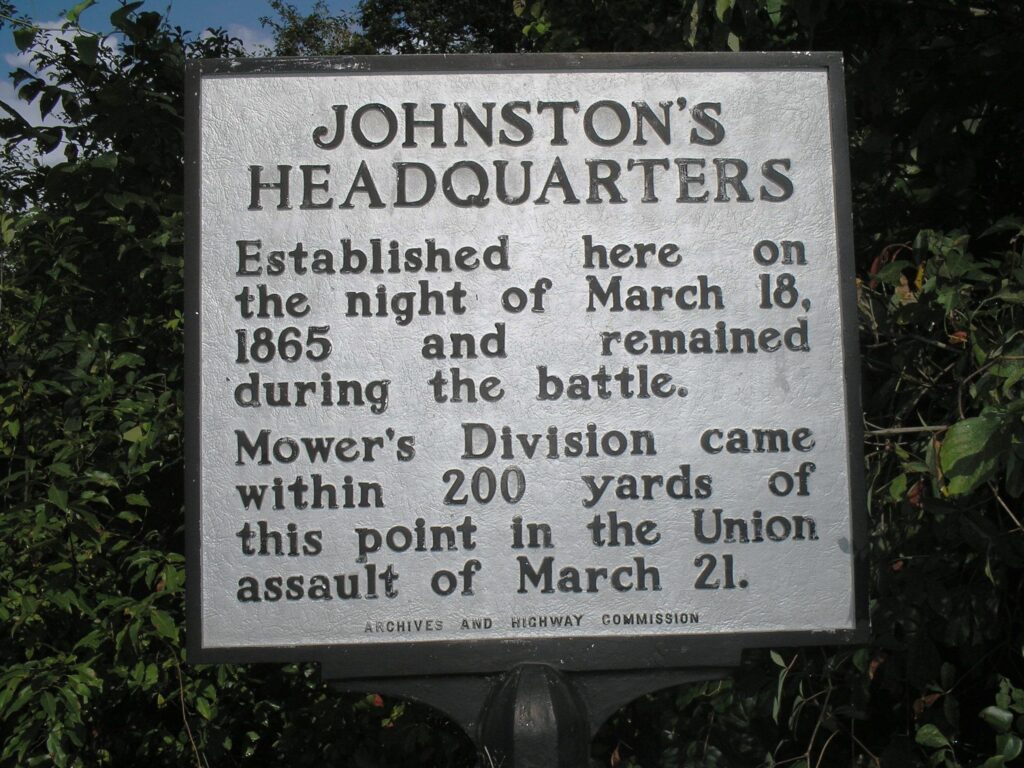 JOHNSTON'S
HEADQUARTERS
Established here on
the night of March 18,
1865 and remained
during the battle.
Mower's Division came
within 200 yards of
this point in the Union
assault of March 21.
ARCHIVES AND HIGHWAY COMMISSION